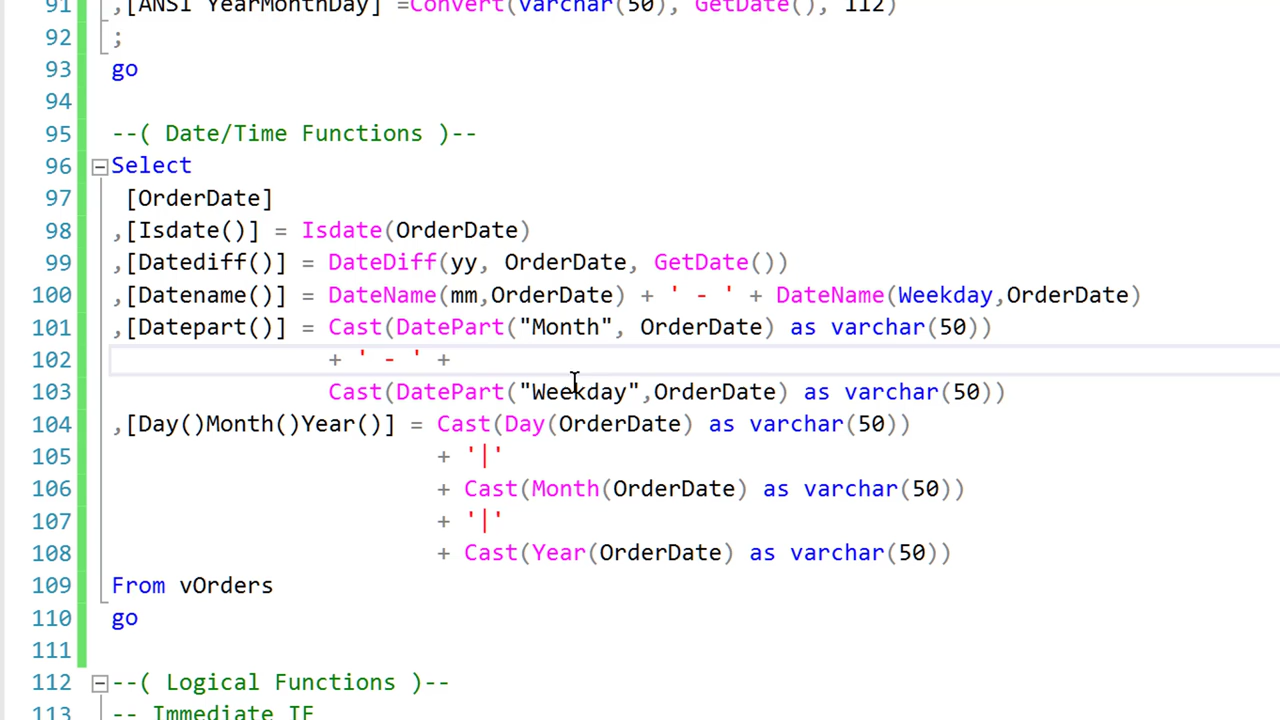 91 ,[ANSI YearMonthDay] =Convert(varchar(50), GetDate(), 112)
92 ;
93 go
94
95 --( Date/Time Functions )--
96 Select
97 [OrderDate]
98 ,[Isdate()] = Isdate(OrderDate)
99 ,[Datediff()] = DateDiff(yy, OrderDate, GetDate())
100 ,[Datename()] = DateName(mm,OrderDate) + ' - ' + DateName(Weekday,OrderDate)
101 ,[Datepart()] = Cast(DatePart("Month", OrderDate) as varchar(50))
102 + ' - ' +
103 Cast(DatePart("Weekday",OrderDate) as varchar(50))
104 ,[Day()Month()Year()] = Cast(Day(OrderDate) as varchar(50))
105 + '|'
106 + Cast(Month(OrderDate) as varchar(50))
107 + '|'
108 + Cast(Year(OrderDate) as varchar(50))
109 From vOrders
110 go
111
112 --( Logical Functions )--
113 -- Immediate IF